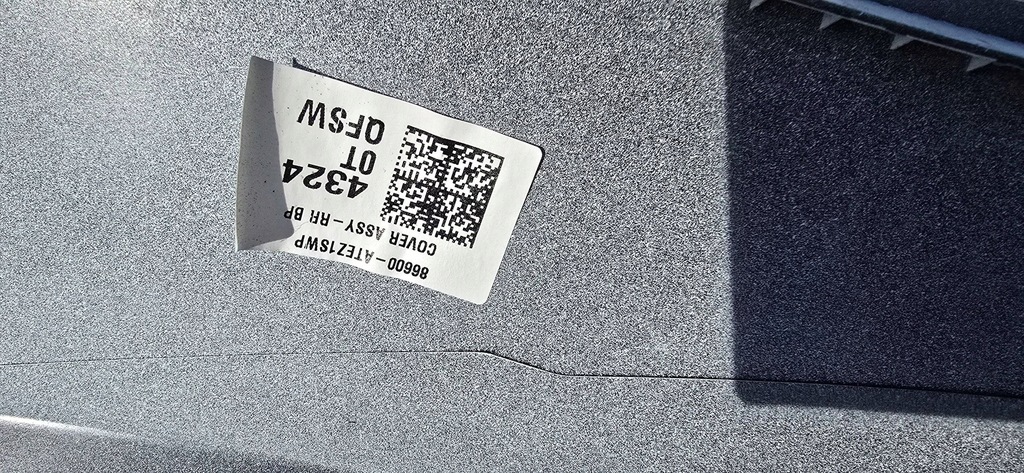 86600-ATEZ1SWP
COVER ASSY-RR BP
4324
0T
QFSW